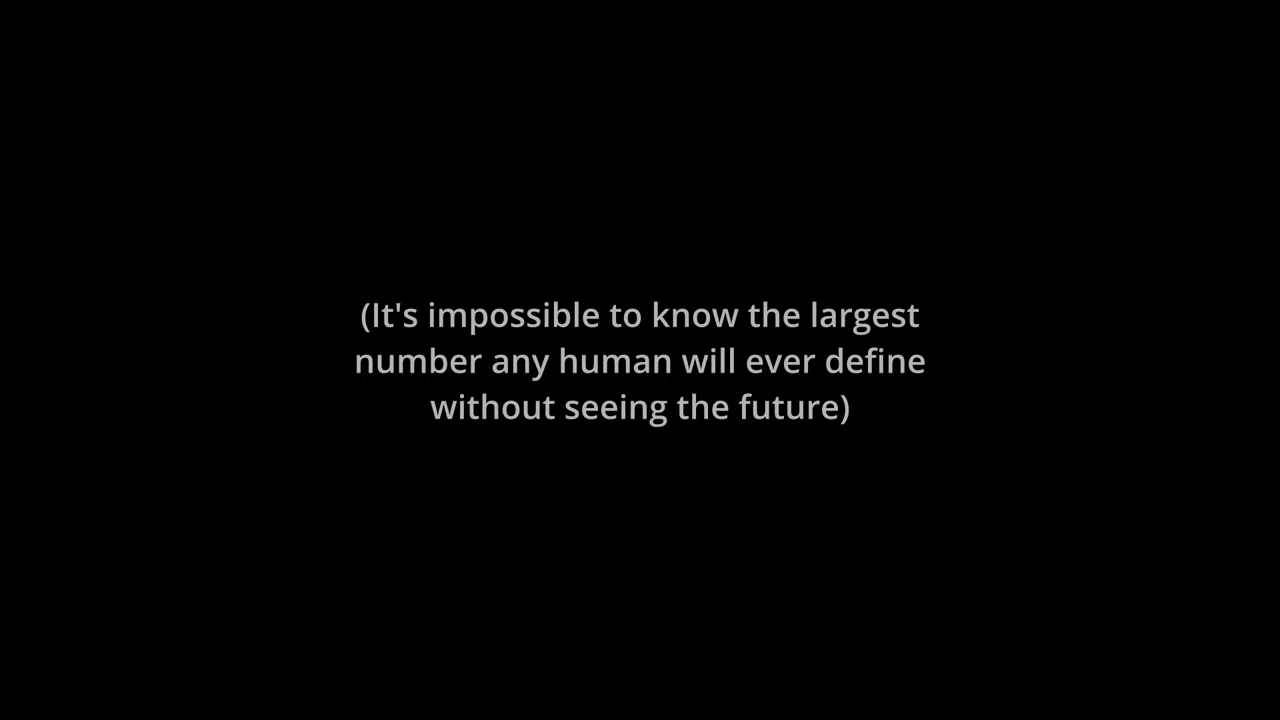 (It's impossible to know the largest
number any human will ever define
without seeing the future)